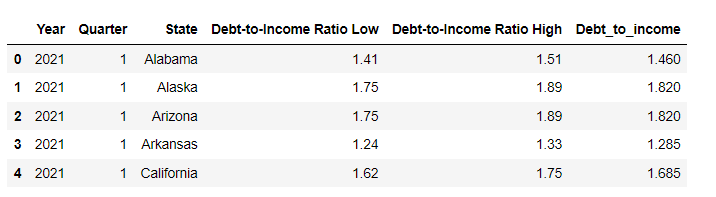 Year Quarter State Debt-to-Income Ratio Low Debt-to-Income Ratio High Debt_to_income
0 2021 1 Alabama 1.41 1.51 1.460
1 2021 1 Alaska 1.75 1.89 1.820
2 2021 1 Arizona 1.75 1.89 1.820
3 2021 1 Arkansas 1.24 1.33 1.285
4 2021 1 California 1.62 1.75 1.685